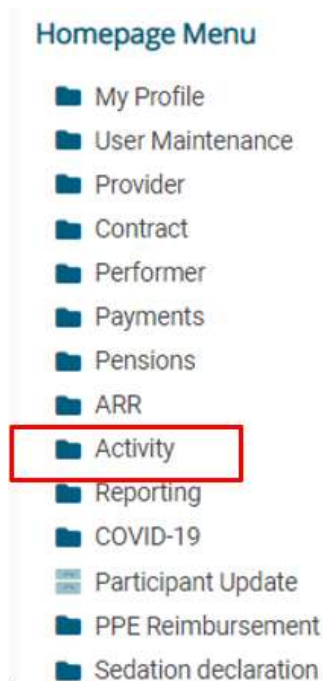 Homepage Menu
My Profile
User Maintenance
Provider
Contract
Performer
Payments
Pensions
ARR
Activity
Reporting
COVID-19
Participant Update
PPE Reimbursement
Sedation declaration